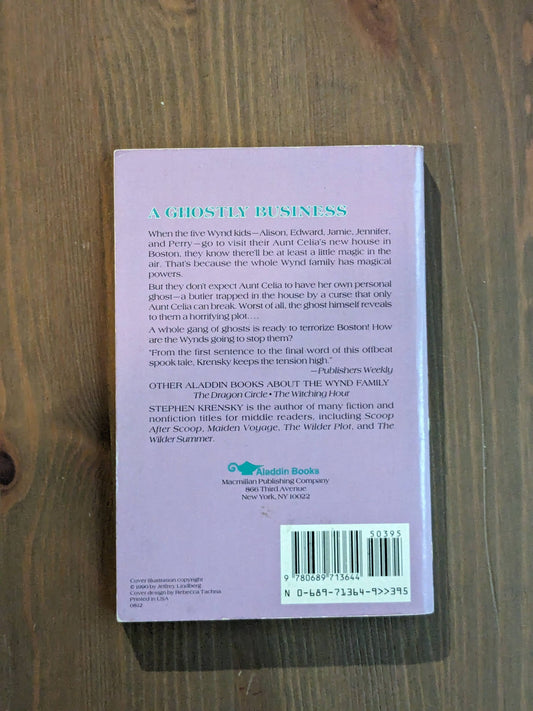 A GHOSTLY BUSINESS
When the five Wynd kids—Alison, Edward, Jamie, Jennifer,
and Perry—go to visit their Aunt Celia's new house in
Boston, they know there'll be at least a little magic in the
air. That's because the whole Wynd family has magical
powers.
But they don't expect Aunt Celia to have her own personal
ghost—a butler trapped in the house by a curse that only
Aunt Celia can break. Worst of all, the ghost himself reveals
to them a horrifying plot....
A whole gang of ghosts is ready to terrorize Boston! How
are the Wynds going to stop them?
"From the first sentence to the final word of this offbeat
spook tale, Krensky keeps the tension high."
—Publishers Weekly
OTHER ALADDIN BOOKS ABOUT THE WYND FAMILY
The Dragon Circle • The Witching Hour
STEPHEN KRENSKY is the author of many fiction and
nonfiction titles for middle readers, including Scoop
After Scoop, Maiden Voyage, The Wilder Plot, and The
Wilder Summer.
Aladdin Books
Macmillan Publishing Company
866 Third Avenue
New York, NY 10022
50395
9 780689 713644
N 0-689-71364-9>>395
Cover illustration copyright
© 1990 by Jeffrey Lindberg
Cover design by Rebecca Tachna
Printed in USA
0812